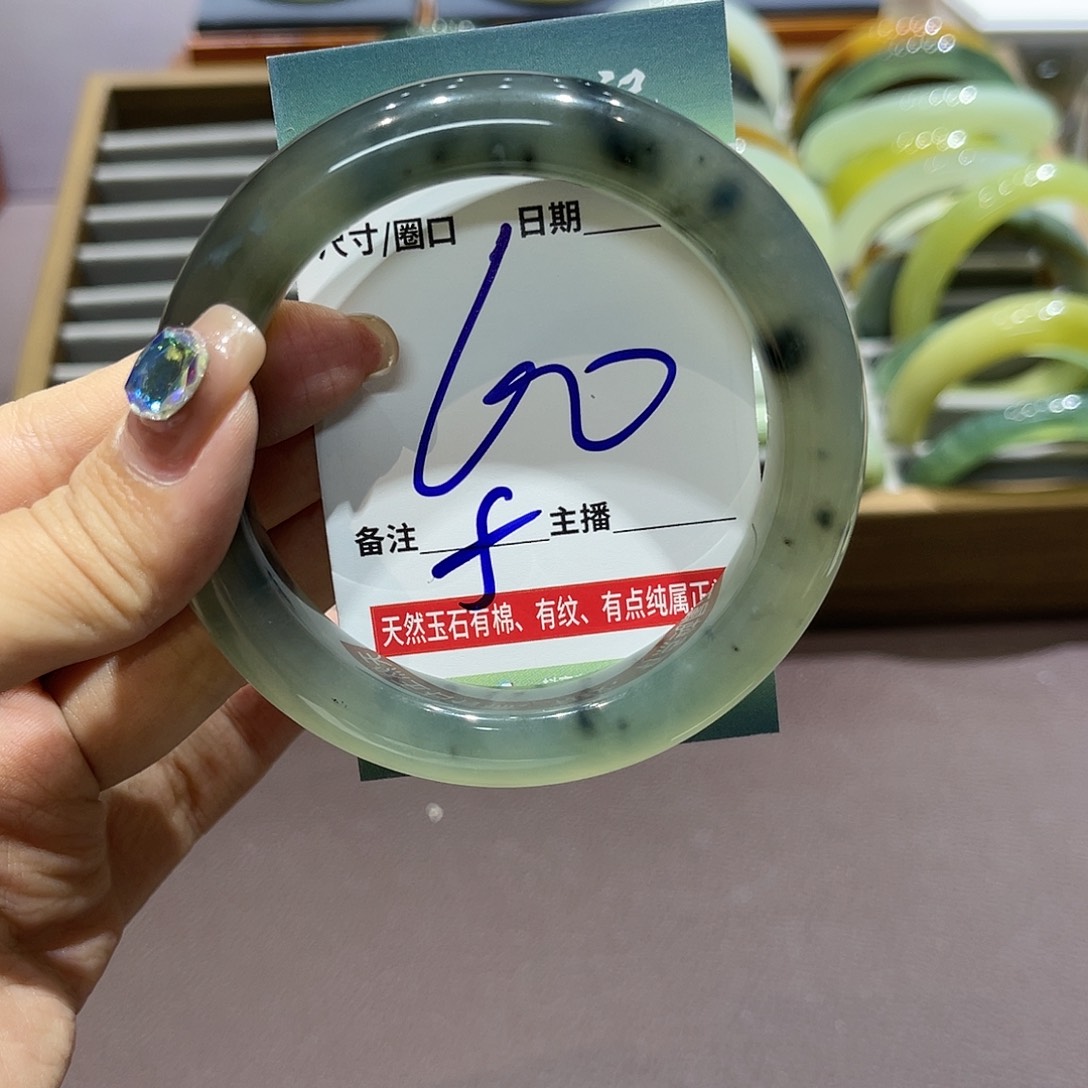 尺寸/圈口 日期
60
备注 f 主播
天然玉石有棉、有纹、有点纯属正